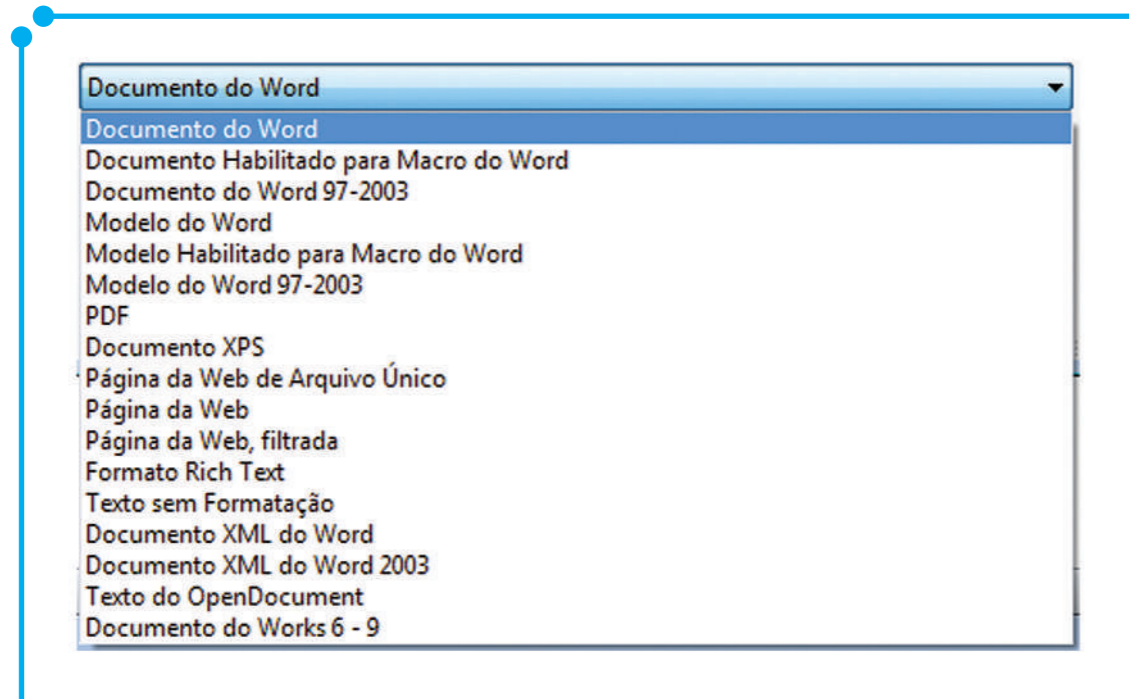 Documento do Word
Documento do Word
Documento Habilitado para Macro do Word
Documento do Word 97-2003
Modelo do Word
Modelo Habilitado para Macro do Word
Modelo do Word 97-2003
PDF
Documento XPS
Página da Web de Arquivo Único
Página da Web
Página da Web, filtrada
Formato Rich Text
Texto sem Formatação
Documento XML do Word
Documento XML do Word 2003
Texto do OpenDocument
Documento do Works 6 - 9